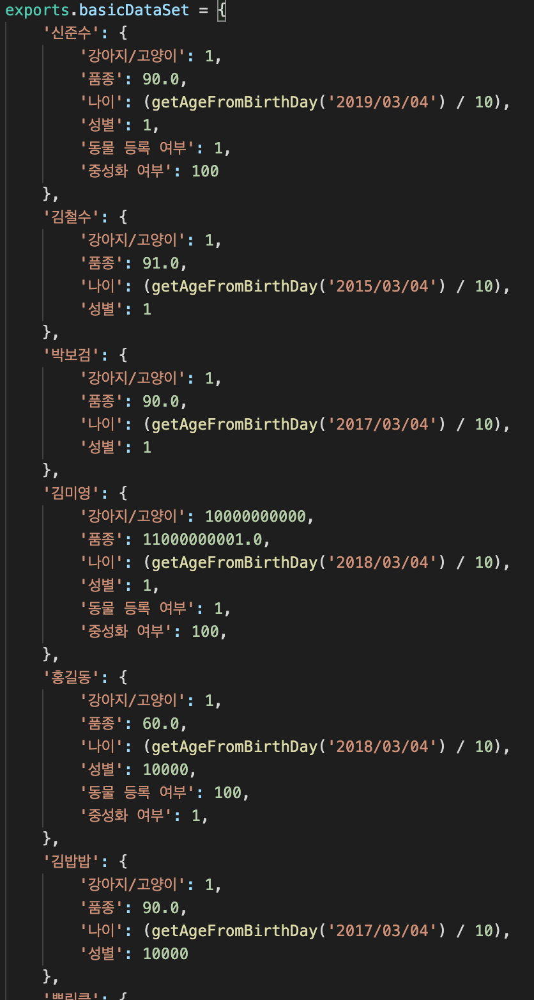 exports.basicDataSet = {
'신준수': {
'강아지/고양이': 1,
'품종': 90.0,
'나이': (getAgeFromBirthDay('2019/03/04') / 10),
'성별': 1,
'동물 등록 여부': 1,
'중성화 여부': 100
},
'김철수': {
'강아지/고양이': 1,
'품종': 91.0,
'나이': (getAgeFromBirthDay('2015/03/04') / 10),
'성별': 1
},
'박보검': {
'강아지/고양이': 1,
'품종': 90.0,
'나이': (getAgeFromBirthDay('2017/03/04') / 10),
'성별': 1
},
'김미영': {
'강아지/고양이': 10000000000,
'품종': 11000000001.0,
'나이': (getAgeFromBirthDay('2018/03/04') / 10),
'성별': 1,
'동물 등록 여부': 1,
'중성화 여부': 100,
},
'홍길동': {
'강아지/고양이': 1,
'품종': 60.0,
'나이': (getAgeFromBirthDay('2018/03/04') / 10),
'성별': 10000,
'동물 등록 여부': 100,
'중성화 여부': 1,
},
'김밥밥': {
'강아지/고양이': 1,
'품종': 90.0,
'나이': (getAgeFromBirthDay('2017/03/04') / 10),
'성별': 10000
},